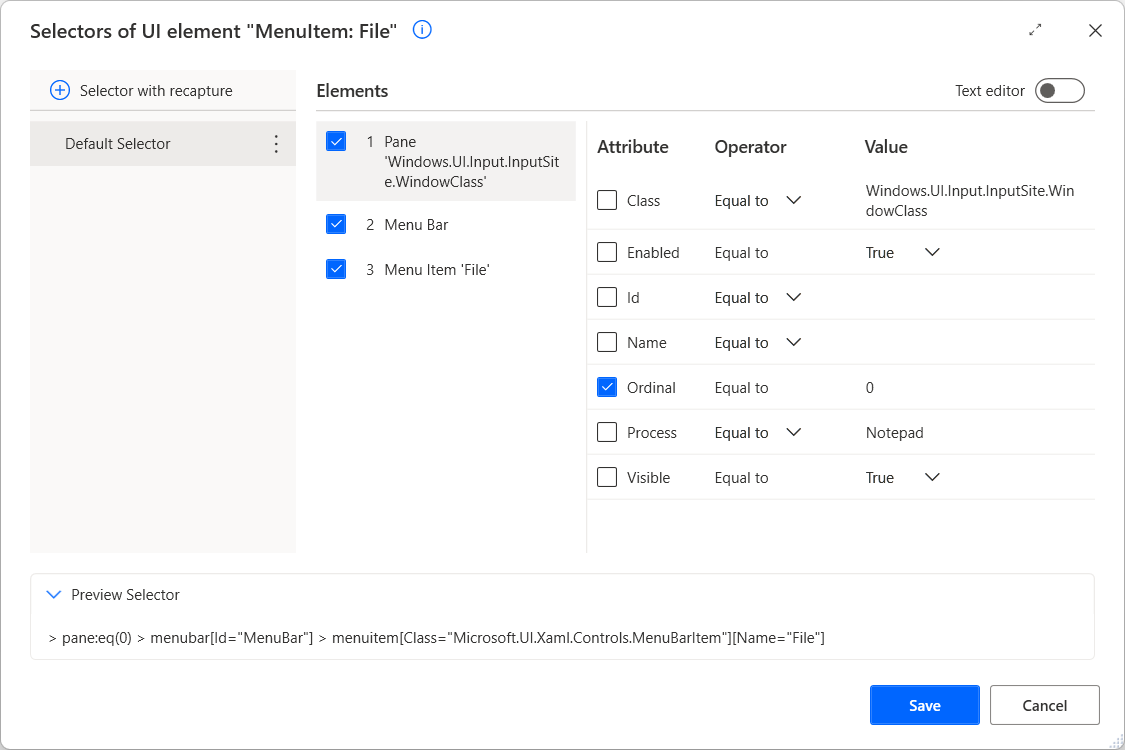 Selectors of UI element "MenuItem: File"
Selector with recapture
Default Selector
Elements
Text editor
1 Pane
'Windows.UI.Input.InputSit
e.WindowClass'
2 Menu Bar
3 Menu Item 'File'
Attribute Operator Value
Class Equal to Windows.UI.Input.InputSite.Win
dowClass
Enabled Equal to True
Id Equal to
Name Equal to
Ordinal Equal to 0
Process Equal to Notepad
Visible Equal to True
Preview Selector
> pane:eq(0) > menubar[Id="MenuBar"] > menuitem[Class="Microsoft.UI.Xaml.Controls.MenuBarItem"][Name="File"]
Save Cancel